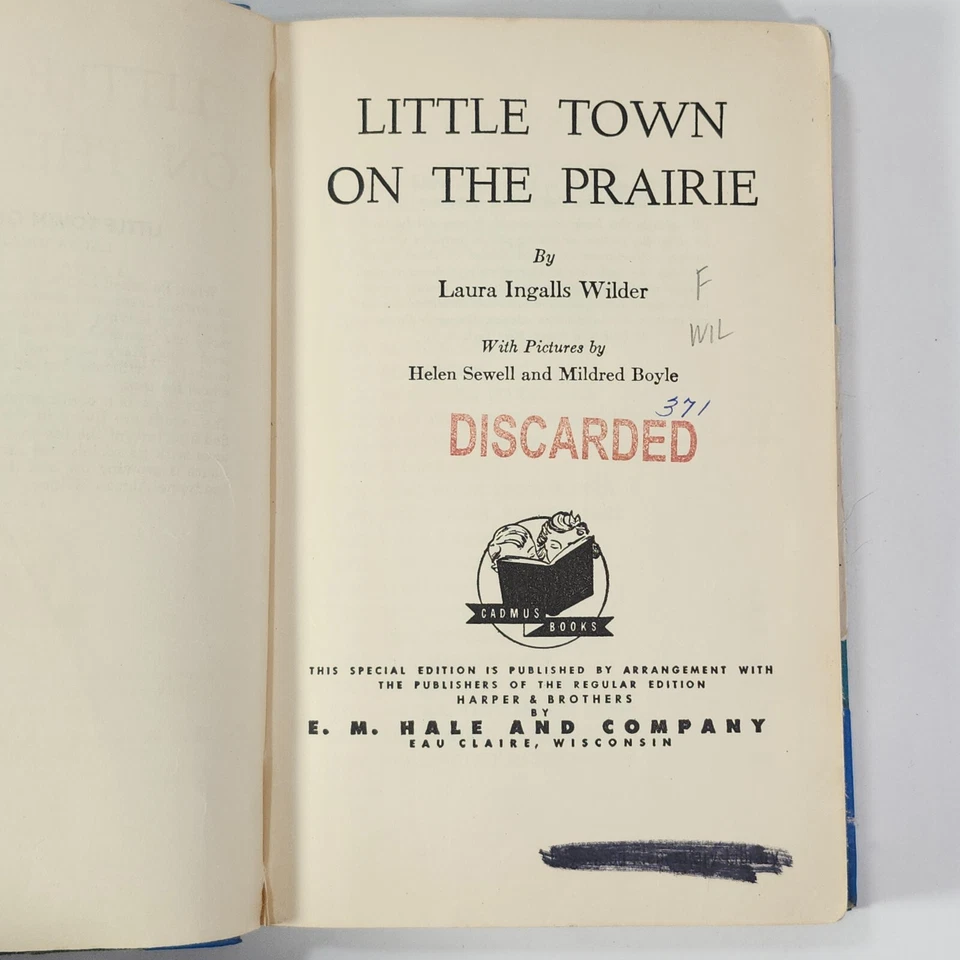 LITTLE TOWN
ON THE PRAIRIE
By
Laura Ingalls Wilder
F
WIL
With Pictures by
Helen Sewell and Mildred Boyle
371
DISCARDED
CADMUS
BOOKS
THIS SPECIAL EDITION IS PUBLISHED BY ARRANGEMENT WITH
THE PUBLISHERS OF THE REGULAR EDITION
HARPER & BROTHERS
BY
E. M. HALE AND COMPANY
EAU CLAIRE, WISCONSIN